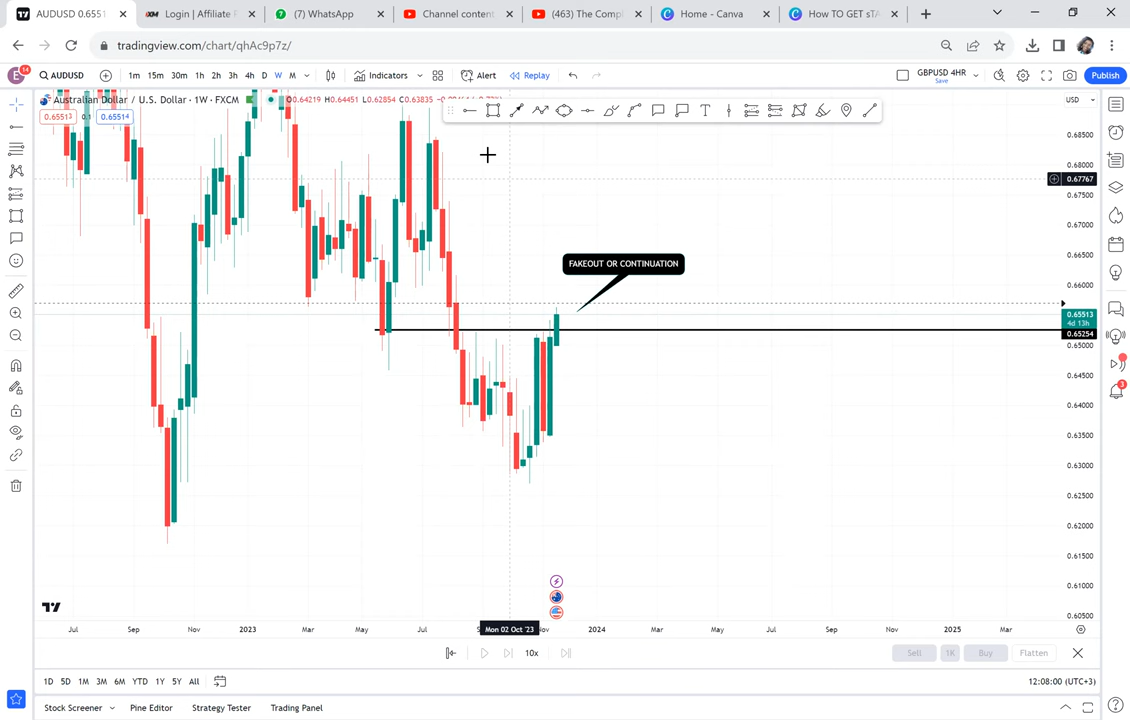 AUDUSD 0.6551
Login | Affiliate F
(7) WhatsApp
Channel content
(463) The Compl
Home - Canva
How TO GET sTA
tradingview.com/chart/qhAc9p7z/
E 14 AUDUSD 1m 15m 30m 1h 2h 3h 4h D W M Indicators Alert Replay GBPUSD 4HR Save Publish
Australian Dollar / U.S. Dollar · 1W · FXCM O0.64219 H0.64451 L0.62854 C0.63835
USD
0.65513 0.1 0.65514
0.68500
0.68000
0.67767
0.67500
0.67000
0.66500
FAKEOUT OR CONTINUATION
0.66000
0.65513
4d 13h
0.65254
0.65000
0.64500
0.64000
0.63500
0.63000
0.62500
0.62000
0.61500
0.61000
0.60500
Jul Sep Nov 2023 Mar May Jul Mon 02 Oct '23 Nov 2024 Mar May Jul Sep Nov 2025 Mar
10x Sell 1K Buy Flatten
1D 5D 1M 3M 6M YTD 1Y 5Y All 12:08:00 (UTC+3)
Stock Screener Pine Editor Strategy Tester Trading Panel